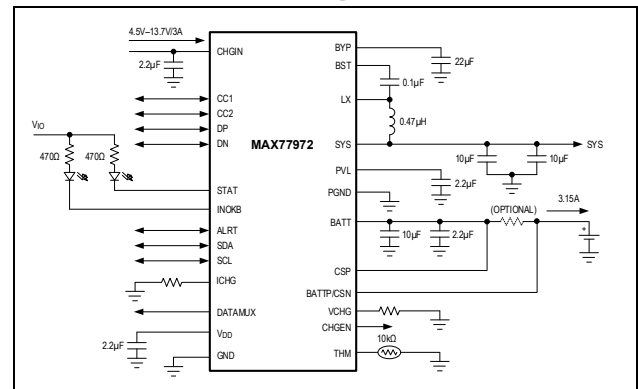 4.5V–13.7V/3A
CHGIN
2.2µF
CC1
CC2
DP
DN
VIO
470Ω
470Ω
STAT
INOKB
ALRT
SDA
SCL
ICHG
DATAMUX
VDD
2.2µF
GND
MAX77972
BYP
22µF
BST
0.1µF
LX
0.47µH
SYS
SYS
10µF
10µF
PVL
2.2µF
PGND
3.15A
(OPTIONAL)
BATT
10µF
2.2µF
+
CSP
BATTP/CSN
VCHG
CHGEN
10kΩ
THM